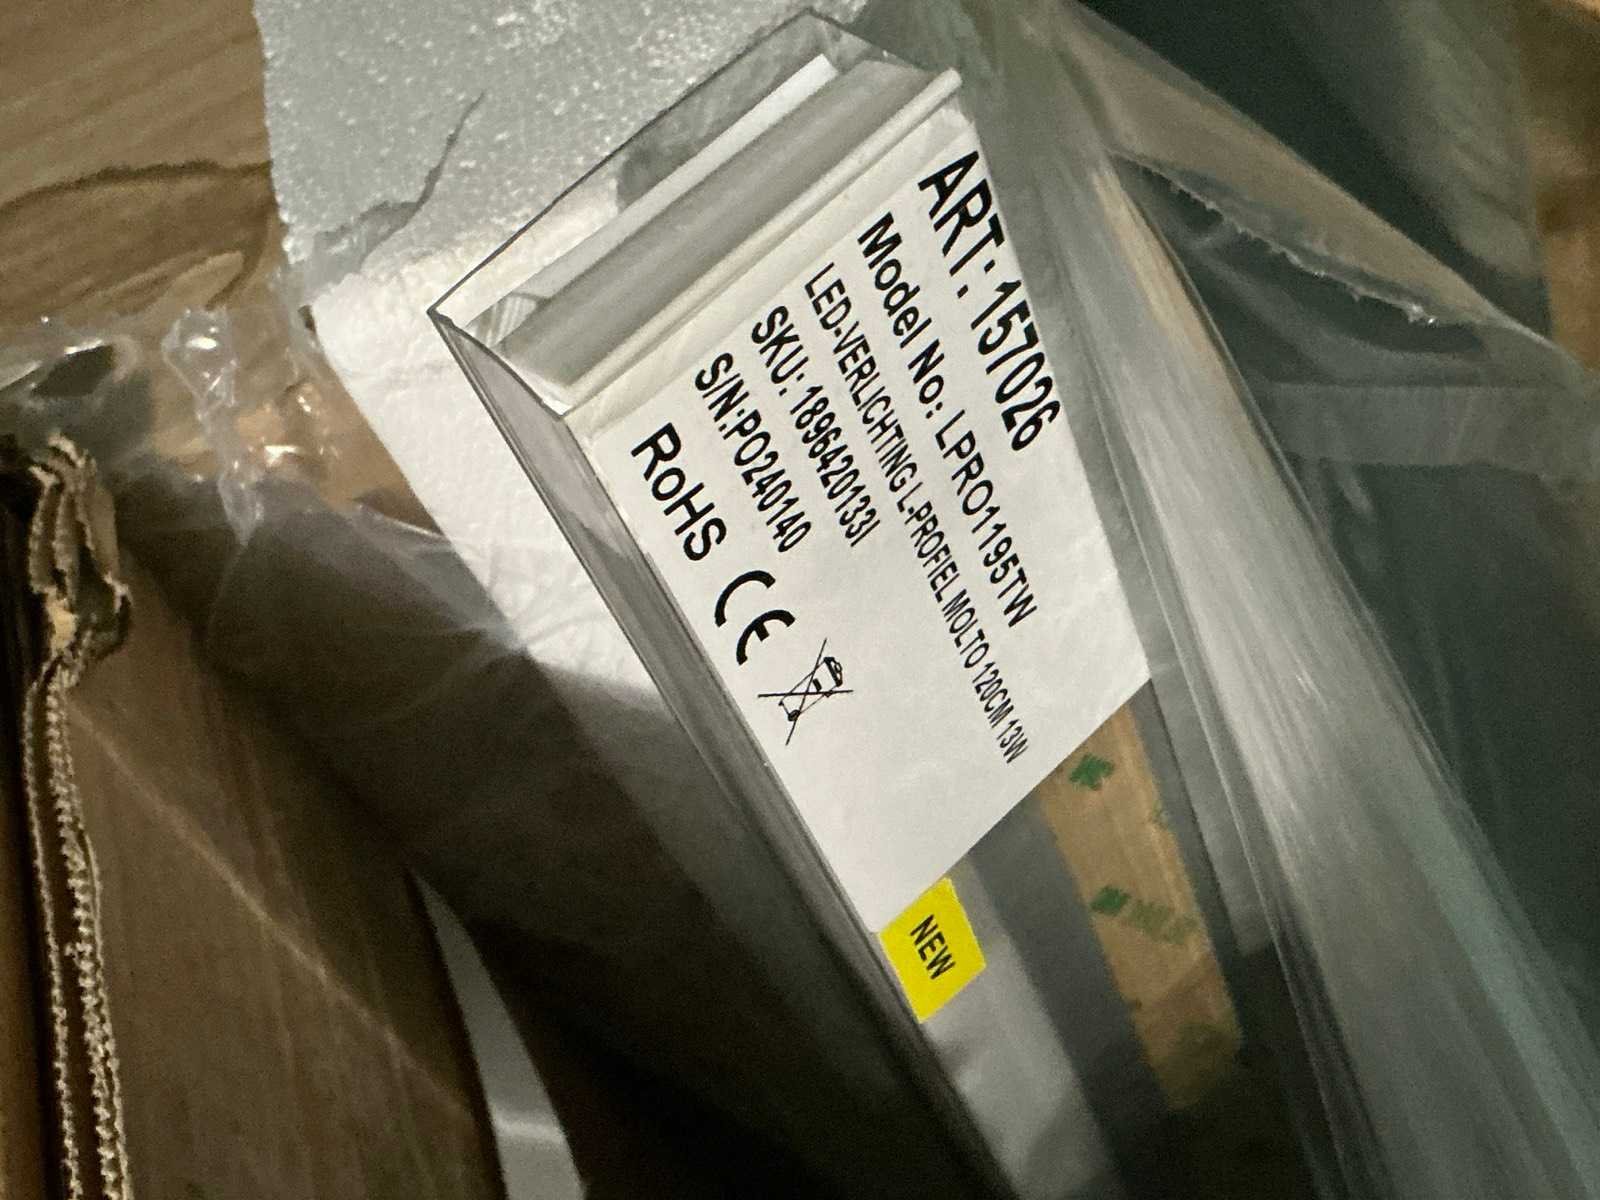 ART: 157026
Model No: LPRO1195TW
LED-VERLICHTING L-PROFIEL MOLTO 120CM 13W
SKU: 1896420133I
S/N:PO240140
RoHS CE
NEW